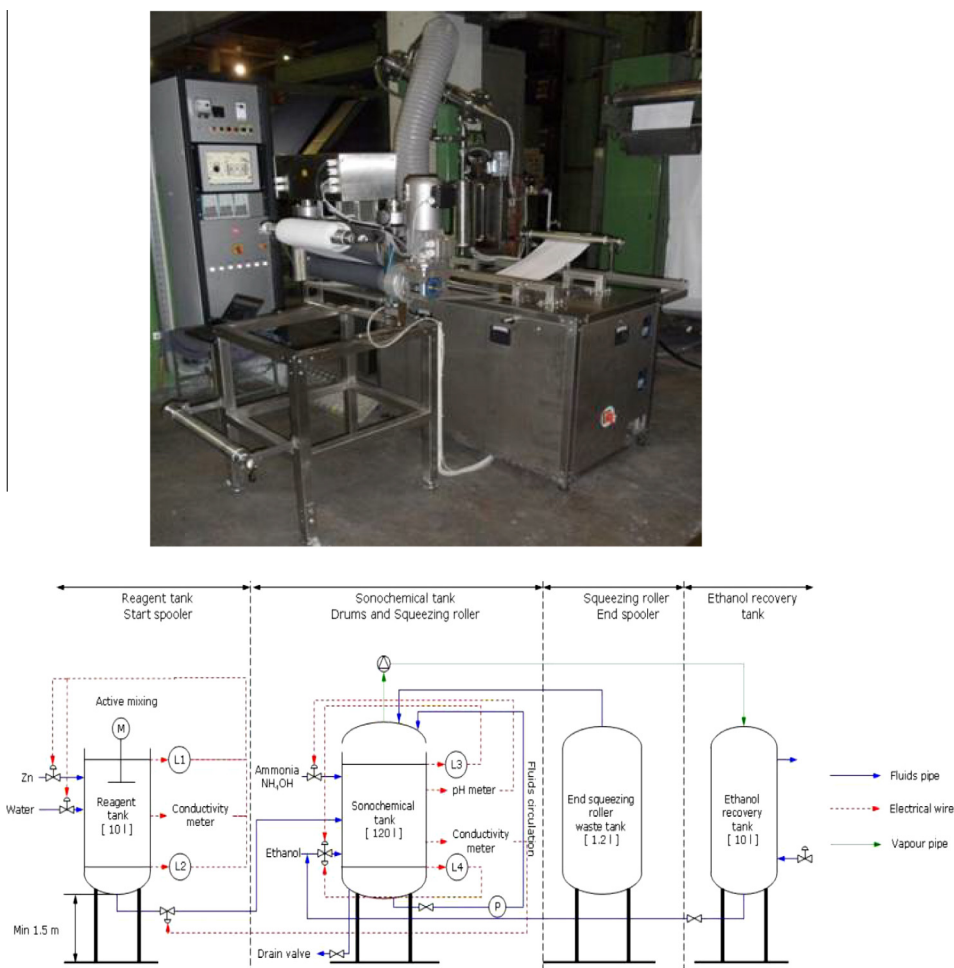 Reagent tank
Start spooler
Sonochemical tank
Drums and Squeezing roller
Squeezing roller
End spooler
Ethanol recovery
tank
Active mixing
M
L1
Zn
Water
Reagent
tank
[ 10 l ]
Conductivity
meter
L2
Min 1.5 m
Ammonia
NH₄OH
L3
pH meter
Sonochemical
tank
[ 120 l ]
Conductivity
meter
Ethanol
L4
P
Drain valve
Fluids circulation
End squeezing
roller
waste tank
[ 1.2 l ]
Ethanol
recovery
tank
[ 10 l ]
Fluids pipe
Electrical wire
Vapour pipe